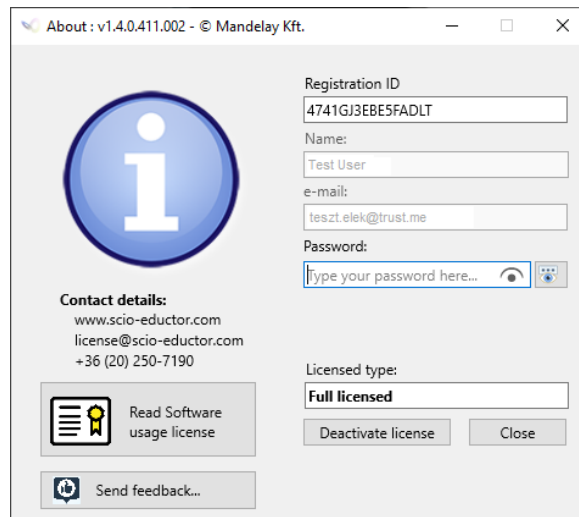 About : v1.4.0.411.002 - © Mandelay Kft.
Registration ID
4741GJ3EBE5FADLT
Name:
Test User
e-mail:
teszt.elek@trust.me
Password:
Type your password here...
Contact details:
www.scio-eductor.com
license@scio-eductor.com
+36 (20) 250-7190
Licensed type:
Full licensed
Read Software
usage license
Deactivate license
Close
Send feedback...